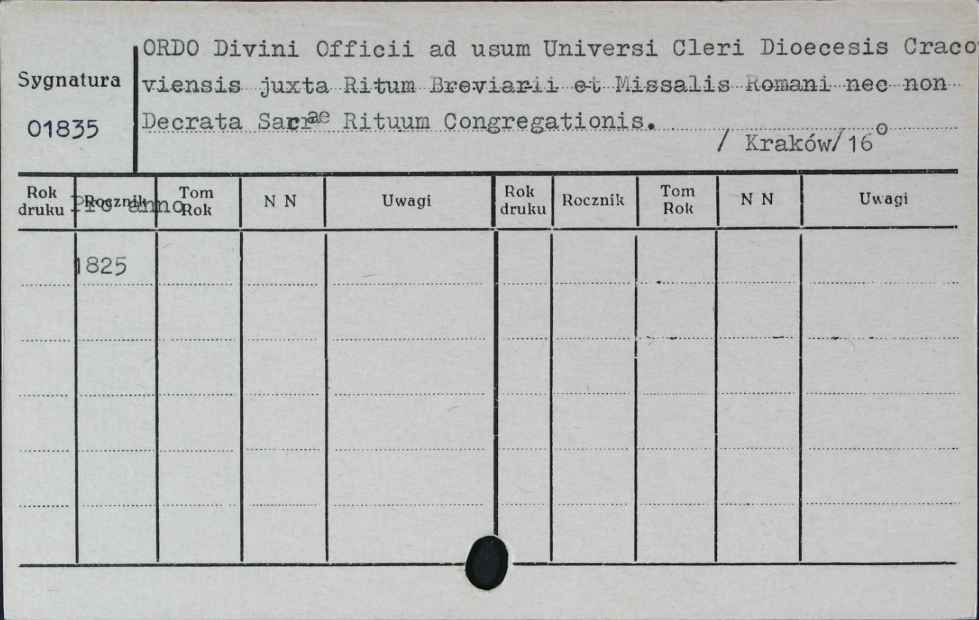 ORDO Divini Officii ad usum Universi Cleri Dioecesis Craco
Sygnatura
viensis juxta Ritum Breviarii et Missalis Romani nec non
01835
Decrata Sacrae Rituum Congregationis.
/ Kraków/16°
Rok druku Rocznik Tom Rok N N Uwagi Rok druku Rocznik Tom Rok N N Uwagi
Pro anno
1825